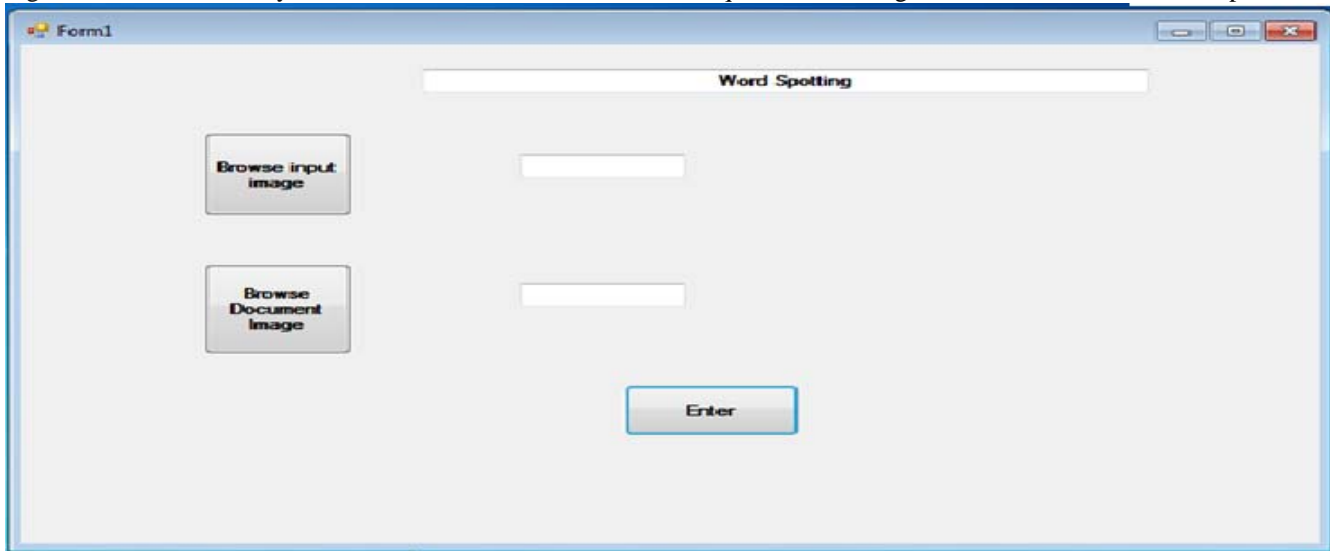 Form1
Word Spotting
Browse input
image
Browse
Document
Image
Enter